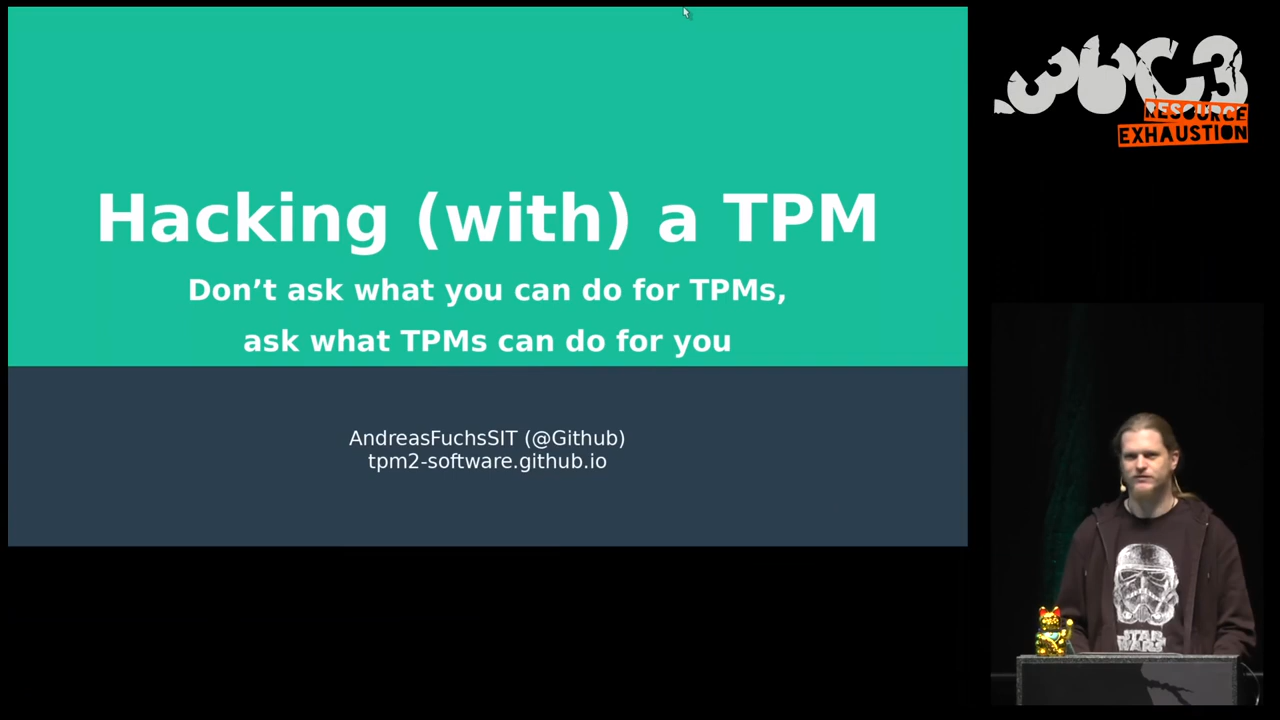 Hacking (with) a TPM
Don’t ask what you can do for TPMs,
ask what TPMs can do for you
AndreasFuchsSIT (@Github)
tpm2-software.github.io
36C3
RESOURCE
EXHAUSTION
STAR
WARS